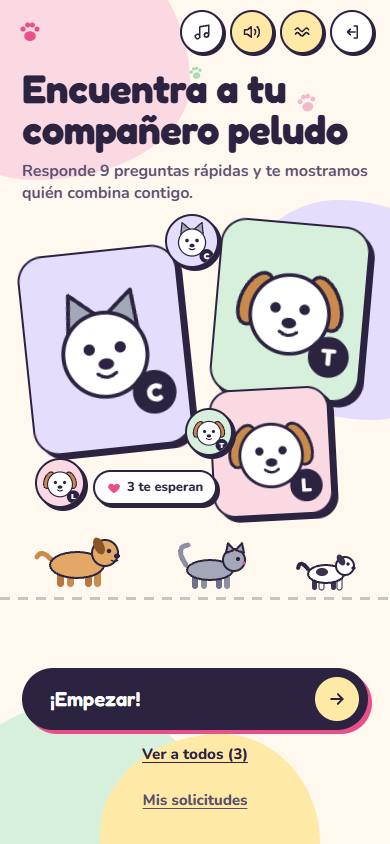 Encuentra a tu
compañero peludo
Responde 9 preguntas rápidas y te mostramos
quién combina contigo.
C
T
C
T
L
L
3 te esperan
¡Empezar!
Ver a todos (3)
Mis solicitudes